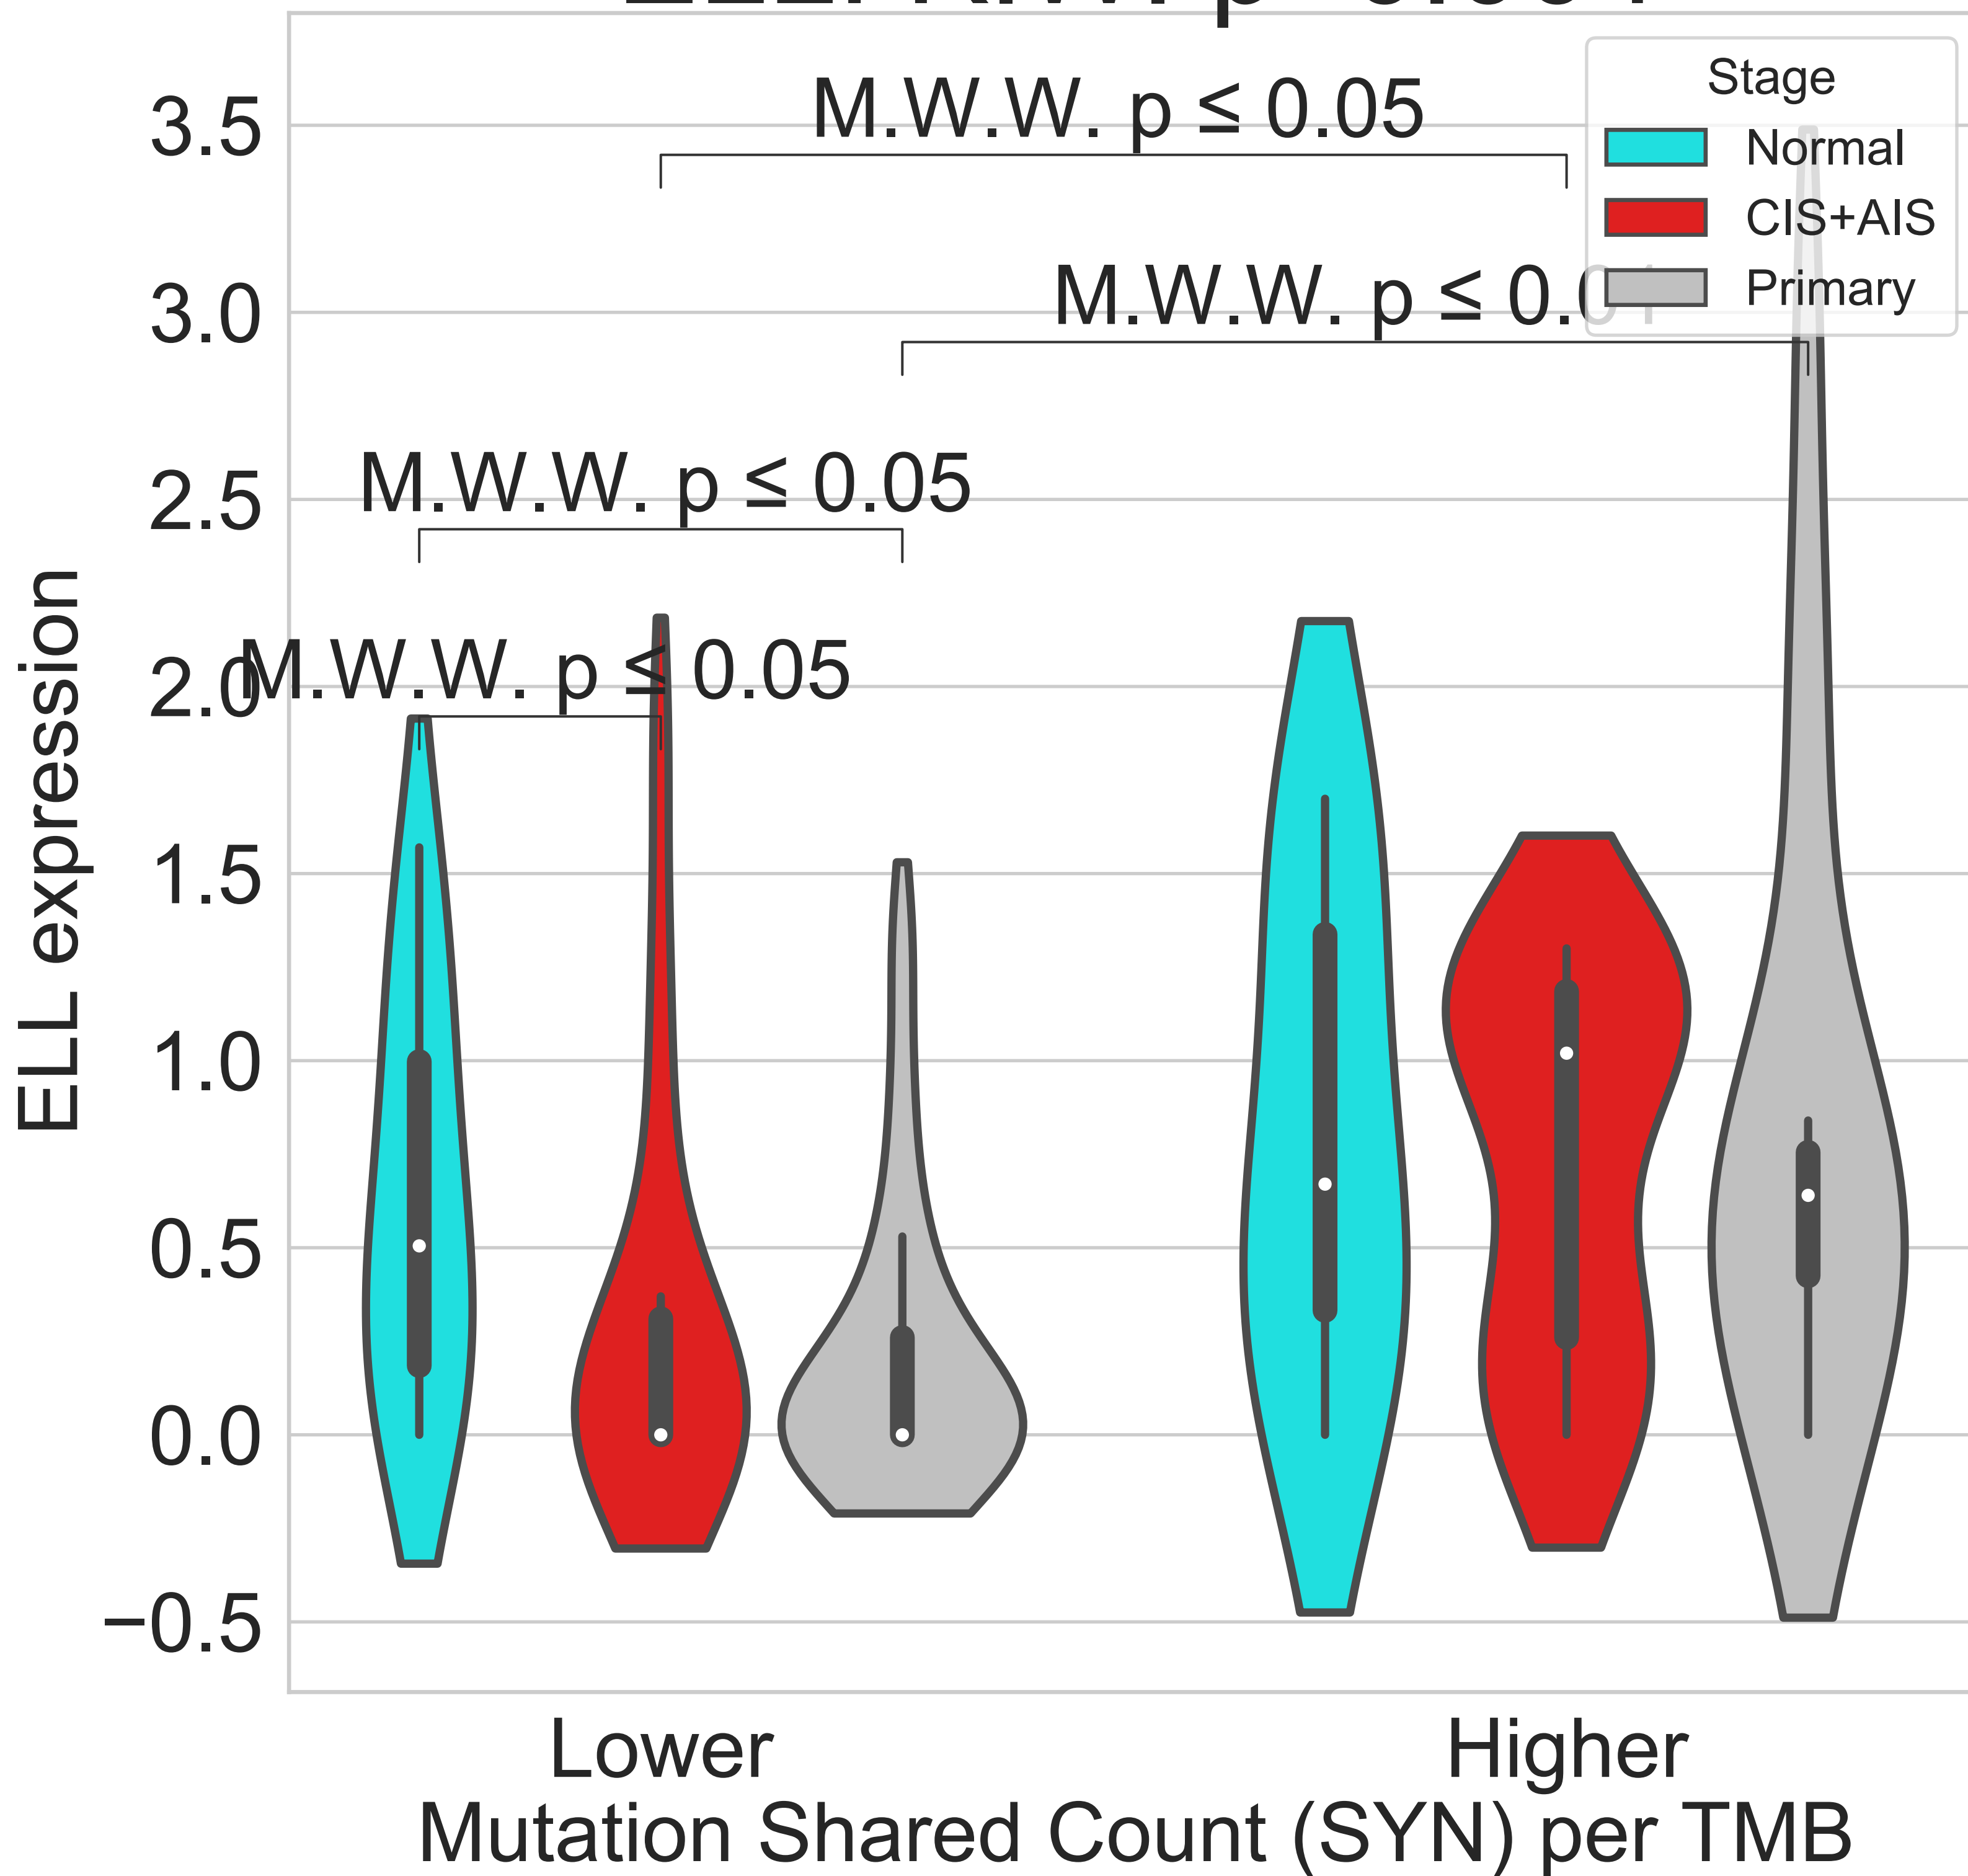 M.W.W. p ≤ 0.05
Stage
Normal
CIS+AIS
Primary
M.W.W. p ≤ 0.01
M.W.W. p ≤ 0.05
M.W.W. p ≤ 0.05
3.5
3.0
2.5
2.0
1.5
1.0
0.5
0.0
−0.5
ELL expression
Lower
Higher
Mutation Shared Count (SYN) per TMB